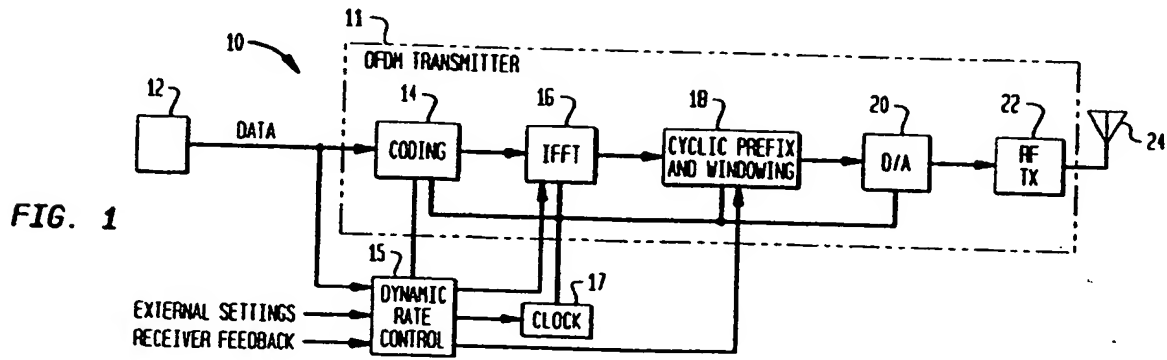 11
10
OFDM TRANSMITTER
12
14
16
18
20
22
24
DATA
CODING
IFFT
CYCLIC PREFIX
AND WINDOWING
D/A
RF
TX
FIG. 1
15
17
DYNAMIC
RATE
CONTROL
CLOCK
EXTERNAL SETTINGS
RECEIVER FEEDBACK